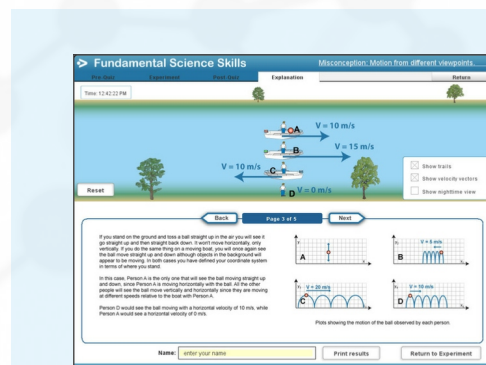 Fundamental Science Skills
Misconception: Motion from different viewpoints.
Pre-Quiz Experiment Post-Quiz Explanation Return
Time: 12:42:22 PM
A
V = 10 m/s
B
V = 15 m/s
V = 10 m/s
C
D
V = 0 m/s
Show trails
Show velocity vectors
Show nighttime view
Reset
Back
Page 3 of 5
Next
If you stand on the ground and toss a ball straight up in the air you will see it
go straight up and then straight back down. It won't move horizontally, only
vertically. If you do the same thing on a moving boat, you will once again see
the ball move straight up and down although objects in the background will
appear to be moving. In both cases you have defined your coordinate system
in terms of where you stand.
In this case, Person A is the only one that will see the ball moving straight up
and down, since Person A is moving horizontally with the ball. All the other
people will see the ball move vertically and horizontally since they are moving
at different speeds relative to the boat with Person A.
Person D would see the ball moving with a horizontal velocity of 10 m/s, while
Person A would see a horizontal velocity of 0 m/s.
A
V = 5 m/s
B
V = 20 m/s
C
V = 10 m/s
D
Plots showing the motion of the ball observed by each person.
Name:
enter your name
Print results
Return to Experiment